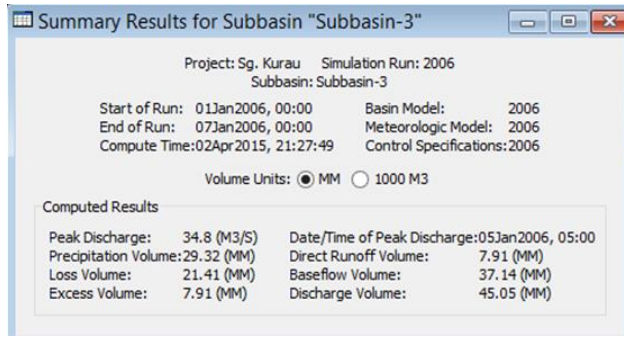 Summary Results for Subbasin "Subbasin-3"
Project: Sg. Kurau Simulation Run: 2006
Subbasin: Subbasin-3
Start of Run: 01Jan2006, 00:00 Basin Model: 2006
End of Run: 07Jan2006, 00:00 Meteorologic Model: 2006
Compute Time:02Apr2015, 21:27:49 Control Specifications:2006
Volume Units: MM 1000 M3
Computed Results
Peak Discharge: 34.8 (M3/S) Date/Time of Peak Discharge:05Jan2006, 05:00
Precipitation Volume:29.32 (MM) Direct Runoff Volume: 7.91 (MM)
Loss Volume: 21.41 (MM) Baseflow Volume: 37.14 (MM)
Excess Volume: 7.91 (MM) Discharge Volume: 45.05 (MM)